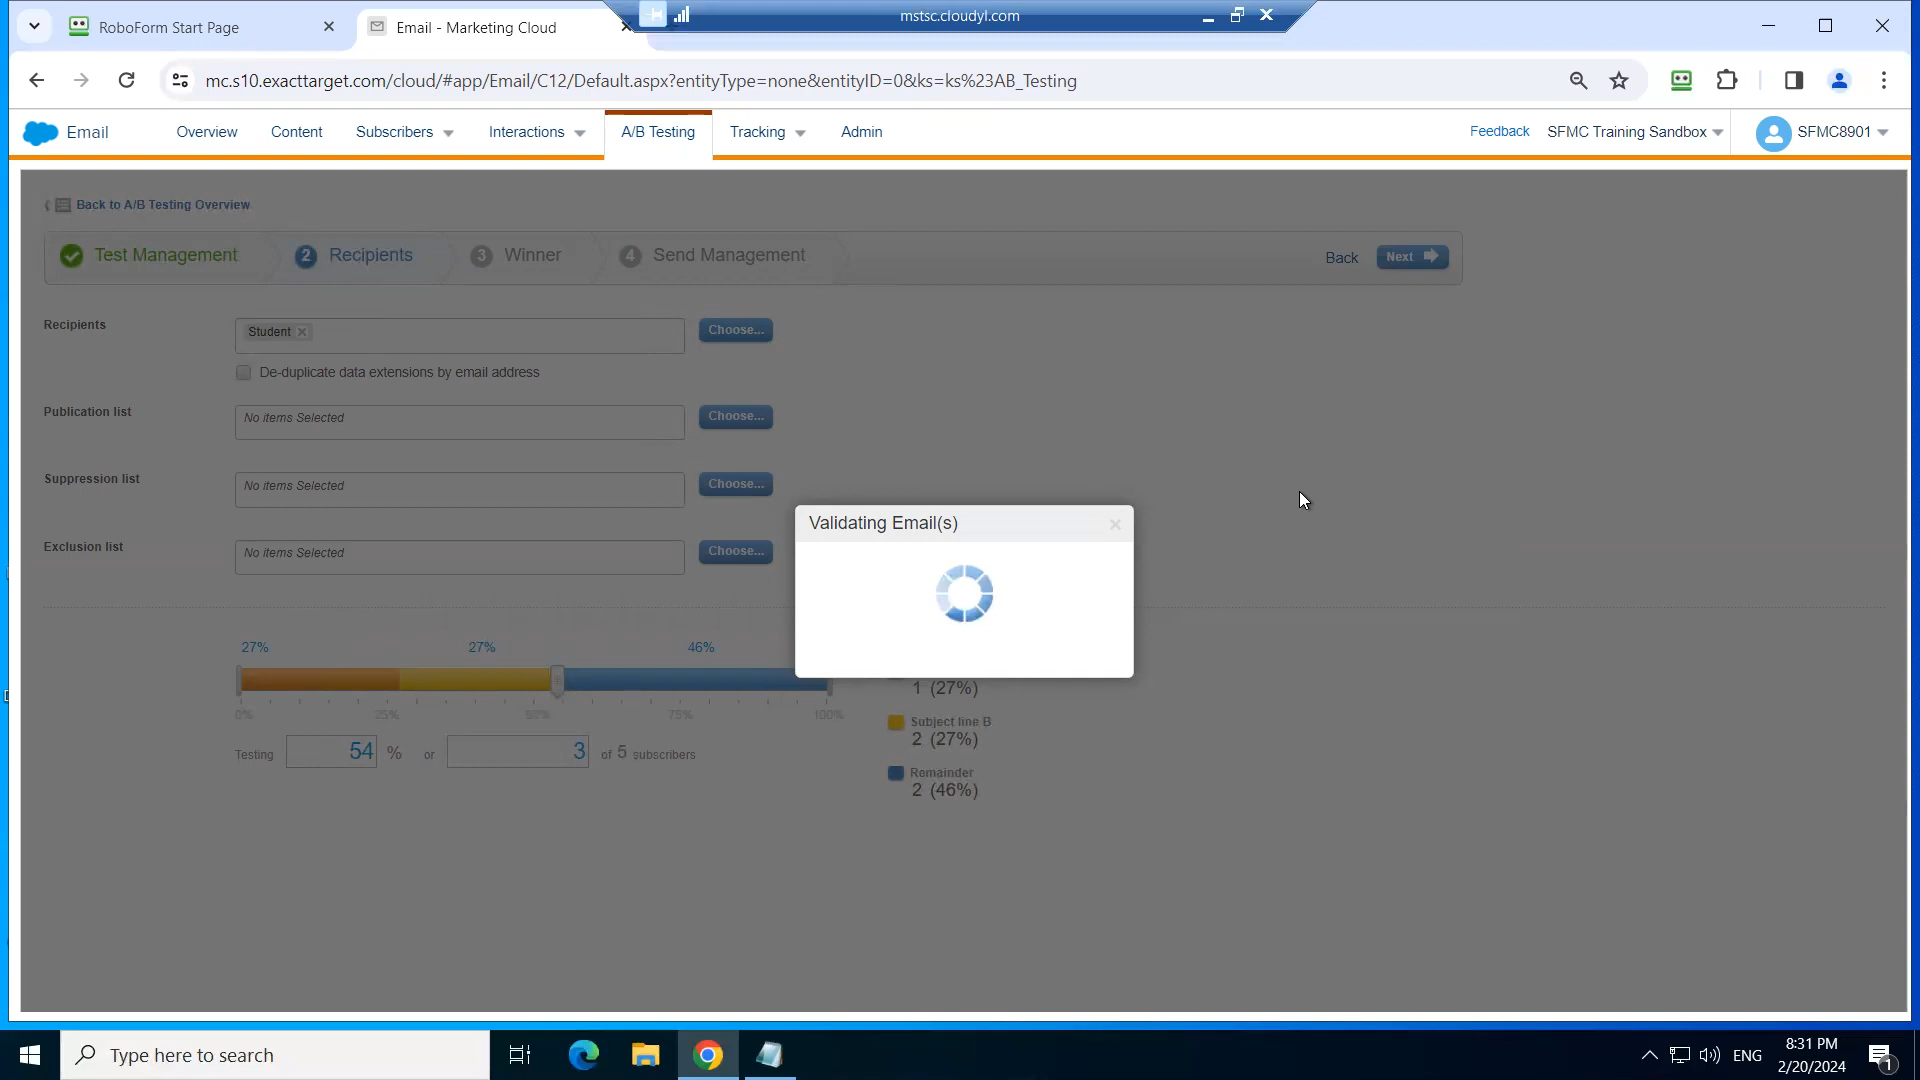 RoboForm Start Page
Email - Marketing Cloud
mstsc.cloudyl.com
mc.s10.exacttarget.com/cloud/#app/Email/C12/Default.aspx?entityType=none&entityID=0&ks=ks%23AB_Testing
Email
Overview
Content
Subscribers
Interactions
A/B Testing
Tracking
Admin
Feedback
SFMC Training Sandbox
SFMC8901
Back to A/B Testing Overview
Test Management
2 Recipients
3 Winner
4 Send Management
Back
Next
Recipients
Student
Choose...
De-duplicate data extensions by email address
Publication list
No items Selected
Choose...
Suppression list
No items Selected
Choose...
Exclusion list
No items Selected
Choose...
Validating Email(s)
27%
27%
46%
0%
25%
50%
75%
100%
Testing 54 % or 3 of 5 subscribers
1 (27%)
Subject line B
2 (27%)
Remainder
2 (46%)
Type here to search
ENG
8:31 PM
2/20/2024
1